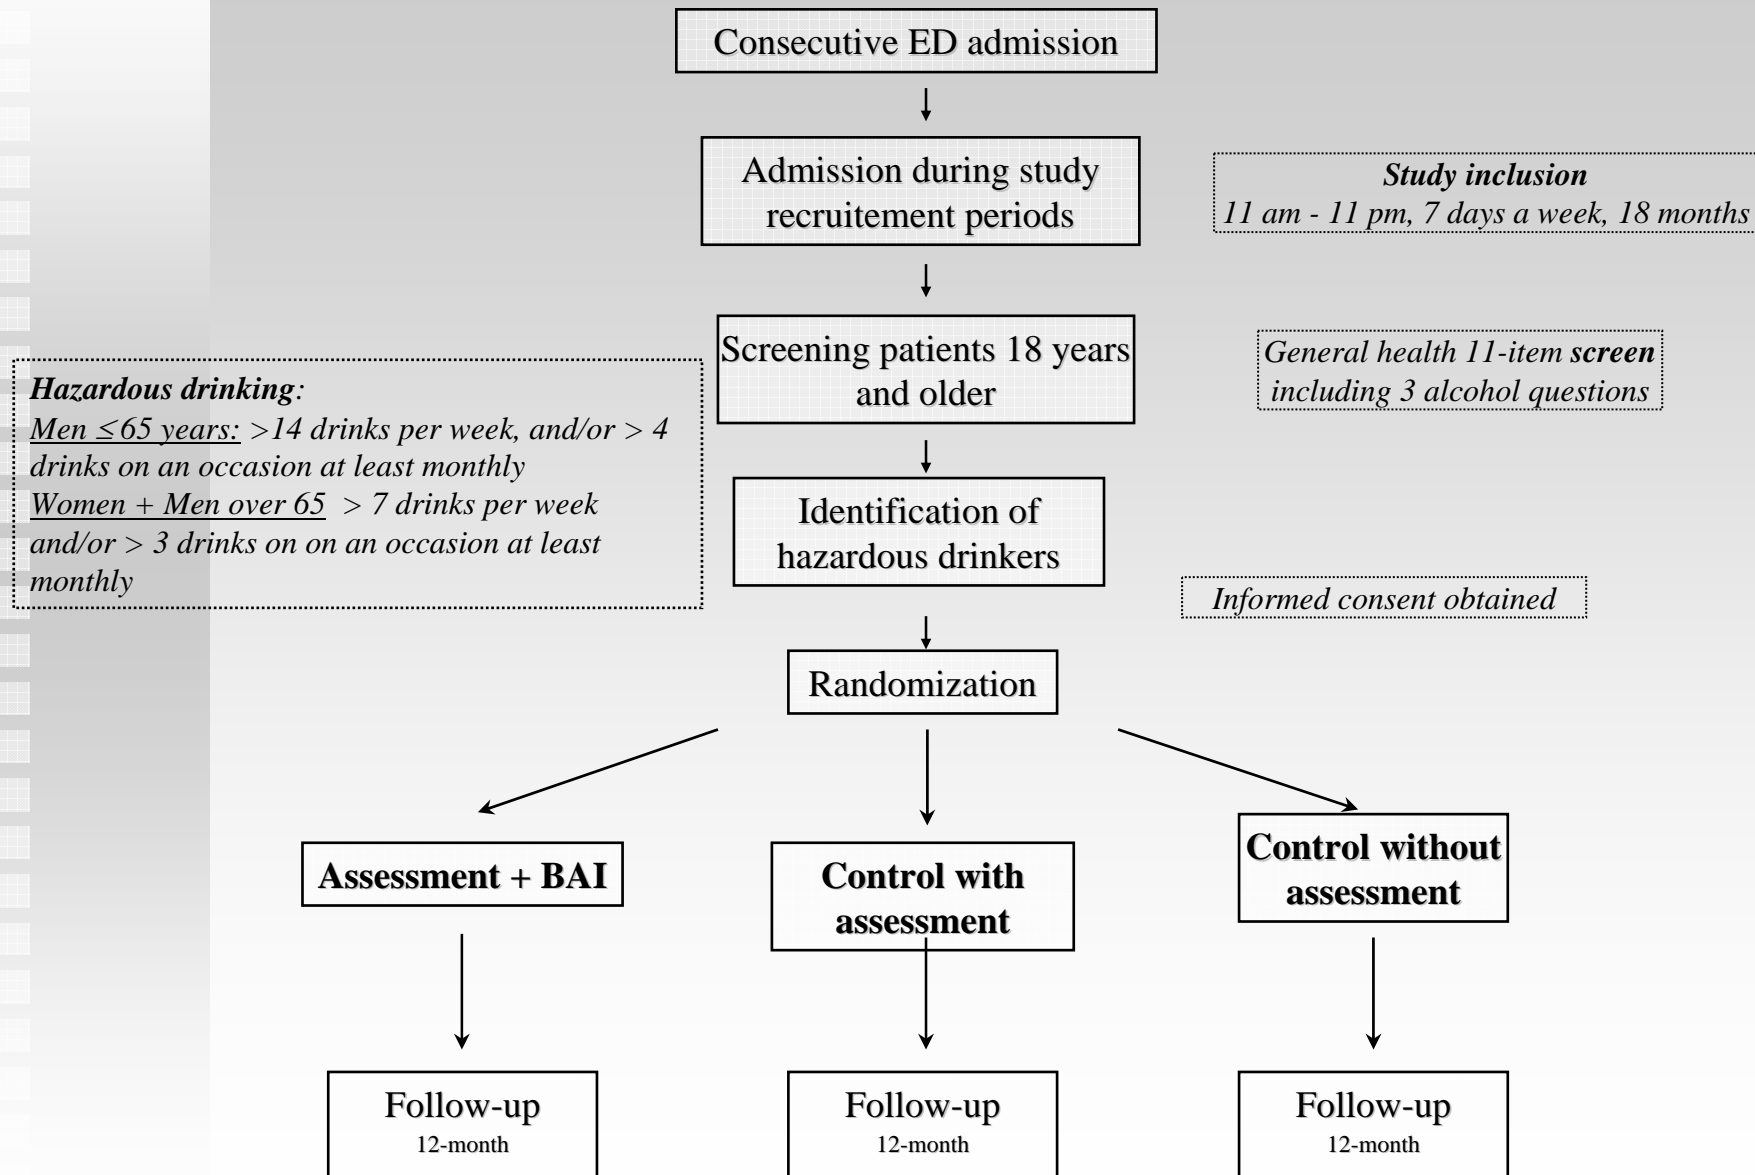 Consecutive ED admission
Admission during study
recruitement periods
Study inclusion
11 am - 11 pm, 7 days a week, 18 months
Screening patients 18 years
and older
General health 11-item screen
including 3 alcohol questions
Hazardous drinking:
Men ≤65 years: >14 drinks per week, and/or > 4
drinks on an occasion at least monthly
Women + Men over 65 > 7 drinks per week
and/or > 3 drinks on on an occasion at least
monthly
Identification of
hazardous drinkers
Informed consent obtained
Randomization
Assessment + BAI
Control with
assessment
Control without
assessment
Follow-up
12-month
Follow-up
12-month
Follow-up
12-month